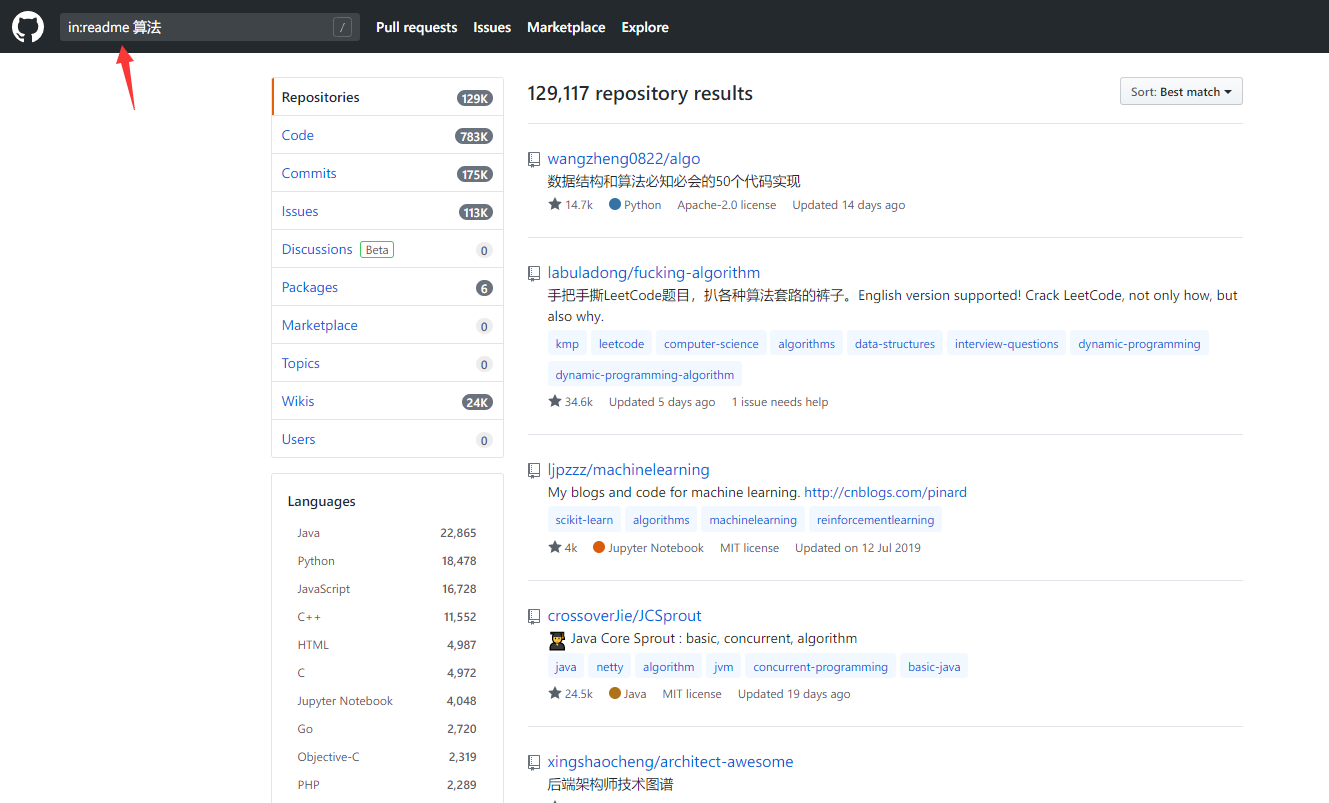 in:readme 算法 /
Pull requests Issues Marketplace Explore
Repositories 129K
Code 783K
Commits 175K
Issues 113K
Discussions Beta 0
Packages 6
Marketplace 0
Topics 0
Wikis 24K
Users 0
Languages
Java 22,865
Python 18,478
JavaScript 16,728
C++ 11,552
HTML 4,987
C 4,972
Jupyter Notebook 4,048
Go 2,720
Objective-C 2,319
PHP 2,289
129,117 repository results
Sort: Best match
wangzheng0822/algo
数据结构和算法必知必会的50个代码实现
14.7k Python Apache-2.0 license Updated 14 days ago
labuladong/fucking-algorithm
手把手撕LeetCode题目，扒各种算法套路的裤子。English version supported! Crack LeetCode, not only how, but
also why.
kmp leetcode computer-science algorithms data-structures interview-questions dynamic-programming
dynamic-programming-algorithm
34.6k Updated 5 days ago 1 issue needs help
ljpzzz/machinelearning
My blogs and code for machine learning. http://cnblogs.com/pinard
scikit-learn algorithms machinelearning reinforcementlearning
4k Jupyter Notebook MIT license Updated on 12 Jul 2019
crossoverJie/JCSprout
Java Core Sprout : basic, concurrent, algorithm
java netty algorithm jvm concurrent-programming basic-java
24.5k Java MIT license Updated 19 days ago
xingshaocheng/architect-awesome
后端架构师技术图谱